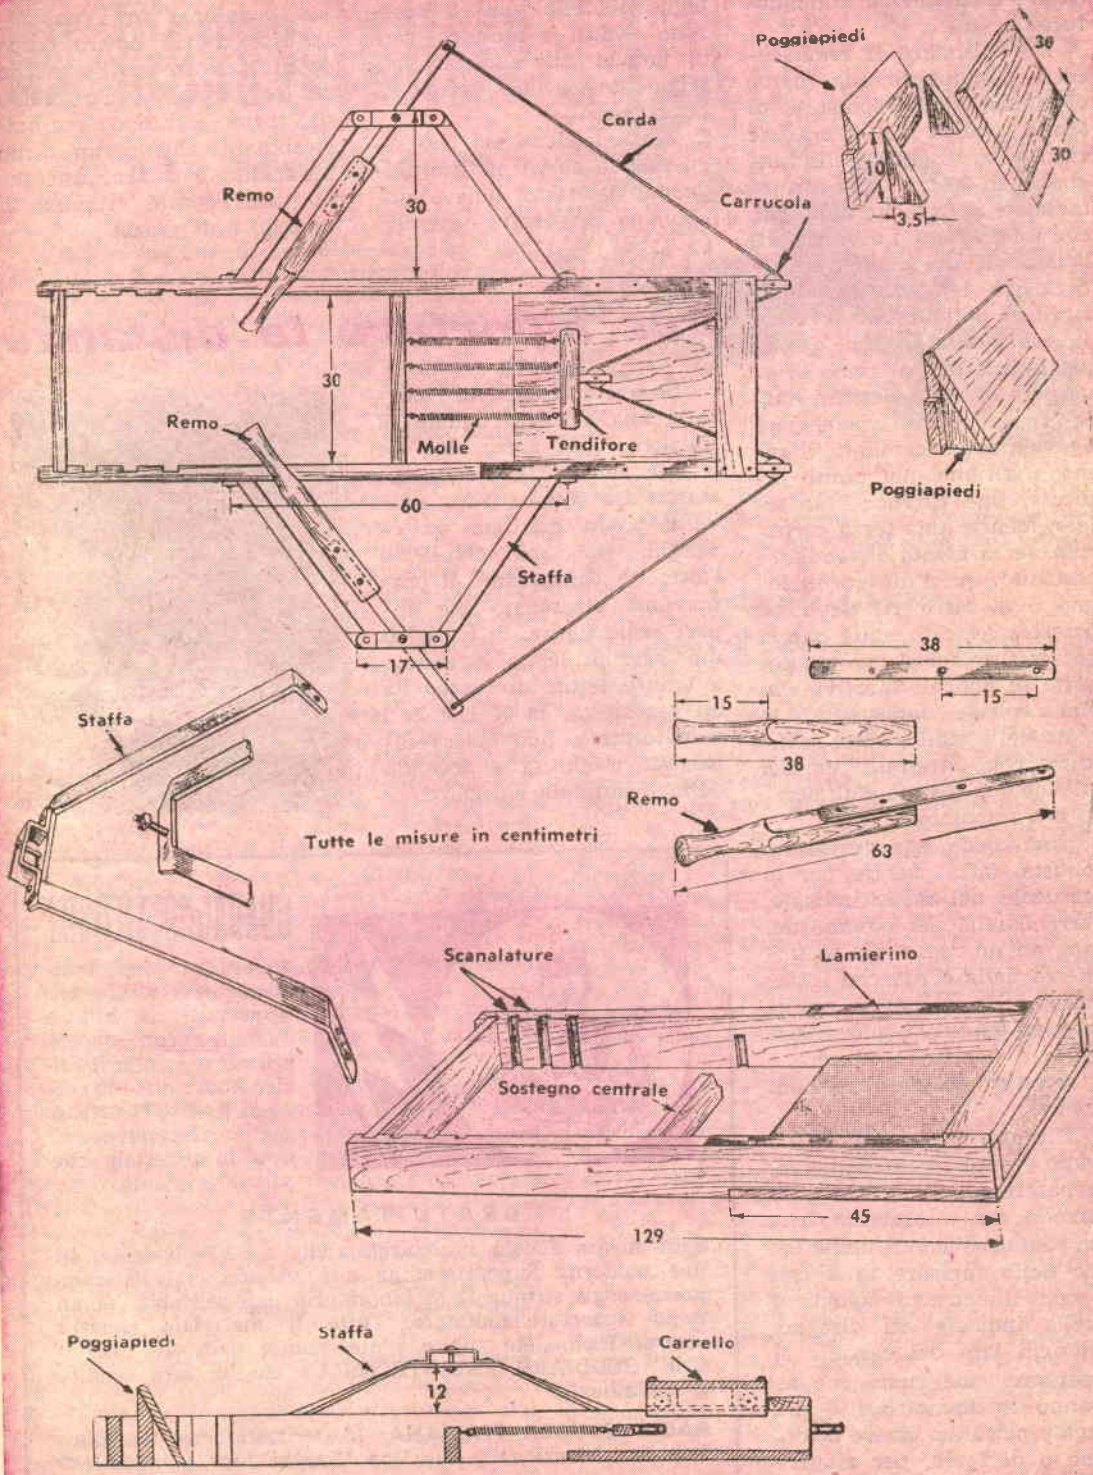 Poggiapiedi
36
30
10
3,5
Corda
Carrucola
Remo
30
30
Remo
Molle
Tenditore
Poggiapiedi
60
Staffa
17
38
15
15
38
Staffa
Remo
63
Tutte le misure in centimetri
Scanalature
Lamierino
Sostegno centrale
45
129
Poggiapiedi
Staffa
Carrello
12